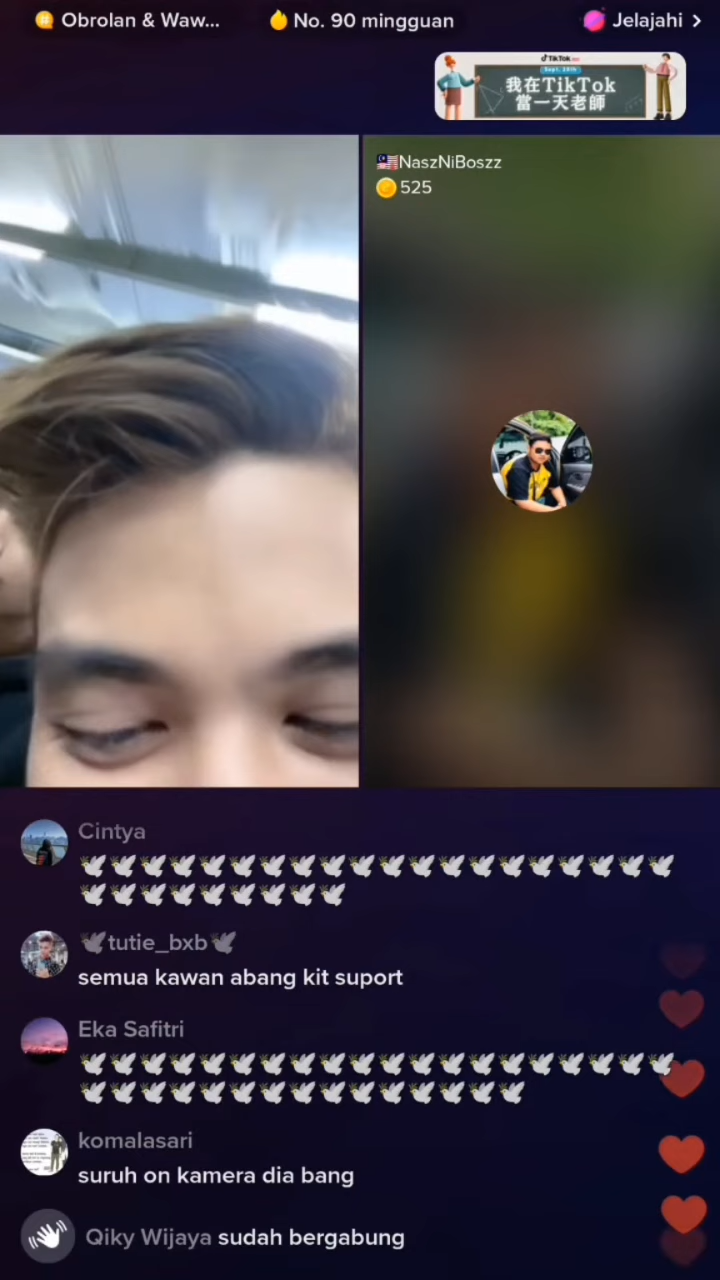 Obrolan & Waw...
No. 90 mingguan
Jelajahi
TikTok
Sept. 28th
我在TikTok
當一天老師
🇲🇾NaszNiBoszz
525
Cintya
🕊🕊🕊🕊🕊🕊🕊🕊🕊🕊🕊🕊🕊🕊🕊🕊🕊🕊🕊🕊
🕊🕊🕊🕊🕊🕊🕊🕊🕊
🕊tutie_bxb🕊
semua kawan abang kit suport
Eka Safitri
🕊🕊🕊🕊🕊🕊🕊🕊🕊🕊🕊🕊🕊🕊🕊🕊🕊🕊🕊🕊
🕊🕊🕊🕊🕊🕊🕊🕊🕊🕊🕊🕊🕊🕊🕊
komalasari
suruh on kamera dia bang
Qiky Wijaya sudah bergabung